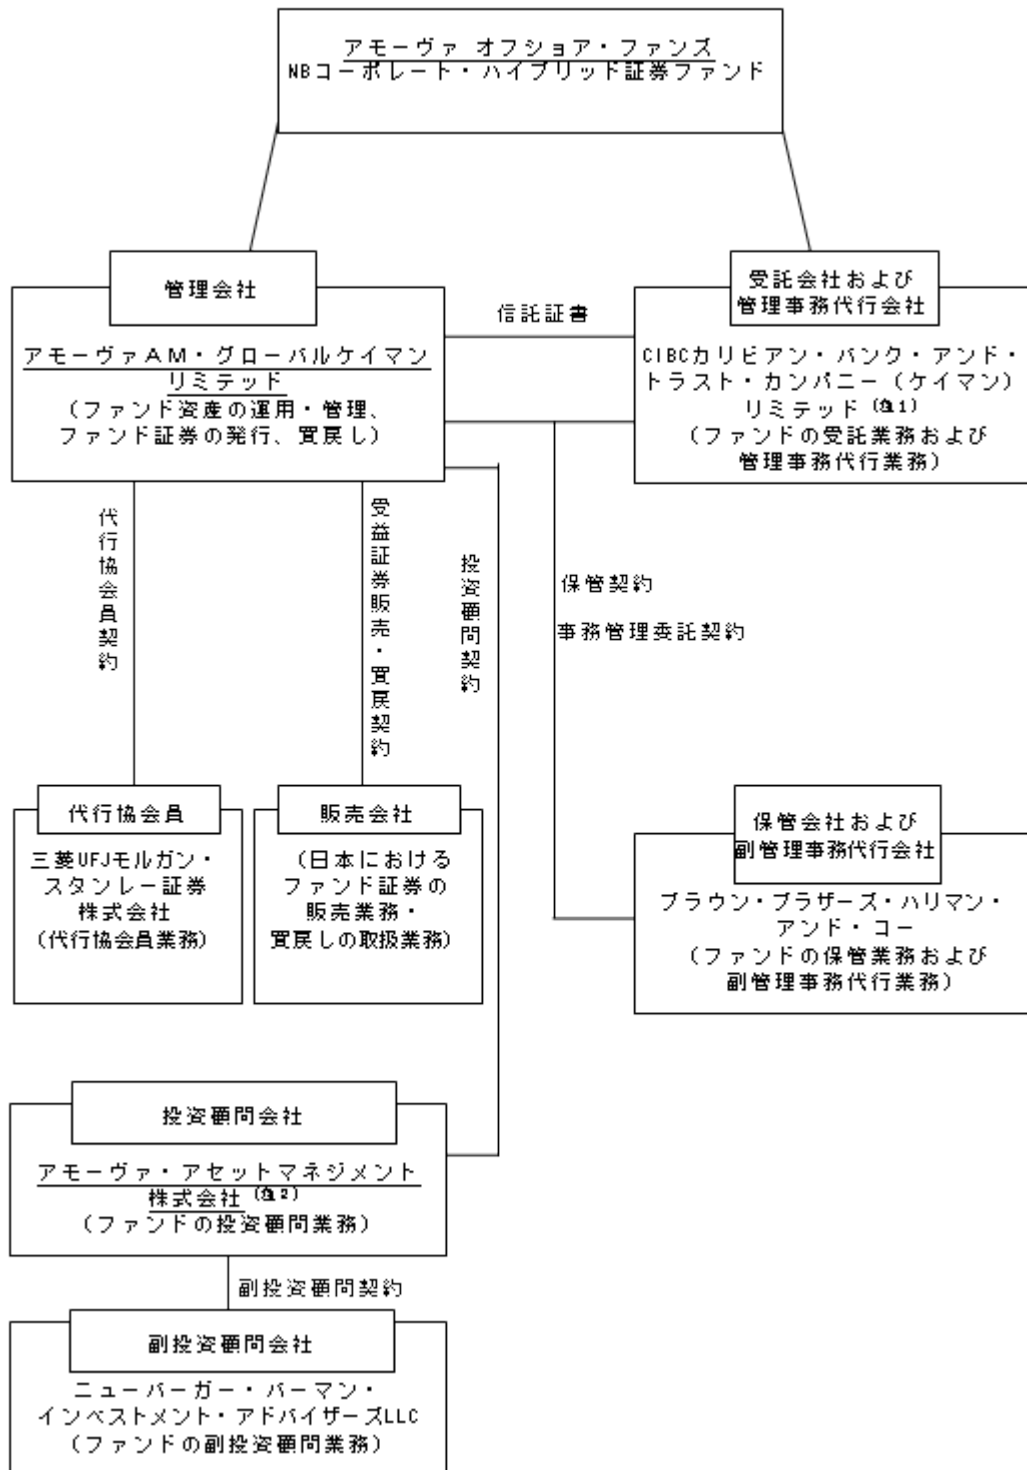 アモーヴァ オフショア・ファンズ
NBコーポレート・ハイブリッド証券ファンド
管理会社
アモーヴァAM・グローバルケイマン
リミテッド
(ファンド資産の運用・管理、
ファンド証券の発行、買戻し)
信託証書
受託会社および
管理事務代行会社
CIBCカリビアン・バンク・アンド・
トラスト・カンパニー(ケイマン)
リミテッド(注1)
(ファンドの受託業務および
管理事務代行業務)
代行協会員契約
受益証券販売・買戻契約
投資顧問契約
保管契約
事務管理委託契約
代行協会員
三菱UFJモルガン・
スタンレー証券
株式会社
(代行協会員業務)
販売会社
(日本における
ファンド証券の
販売業務・
買戻しの取扱業務)
保管会社および
副管理事務代行会社
ブラウン・ブラザーズ・ハリマン・
アンド・コー
(ファンドの保管業務および
副管理事務代行業務)
投資顧問会社
アモーヴァ・アセットマネジメント
株式会社(注2)
(ファンドの投資顧問業務)
副投資顧問契約
副投資顧問会社
ニューバーガー・バーマン・
インベストメント・アドバイザーズLLC
(ファンドの副投資顧問業務)